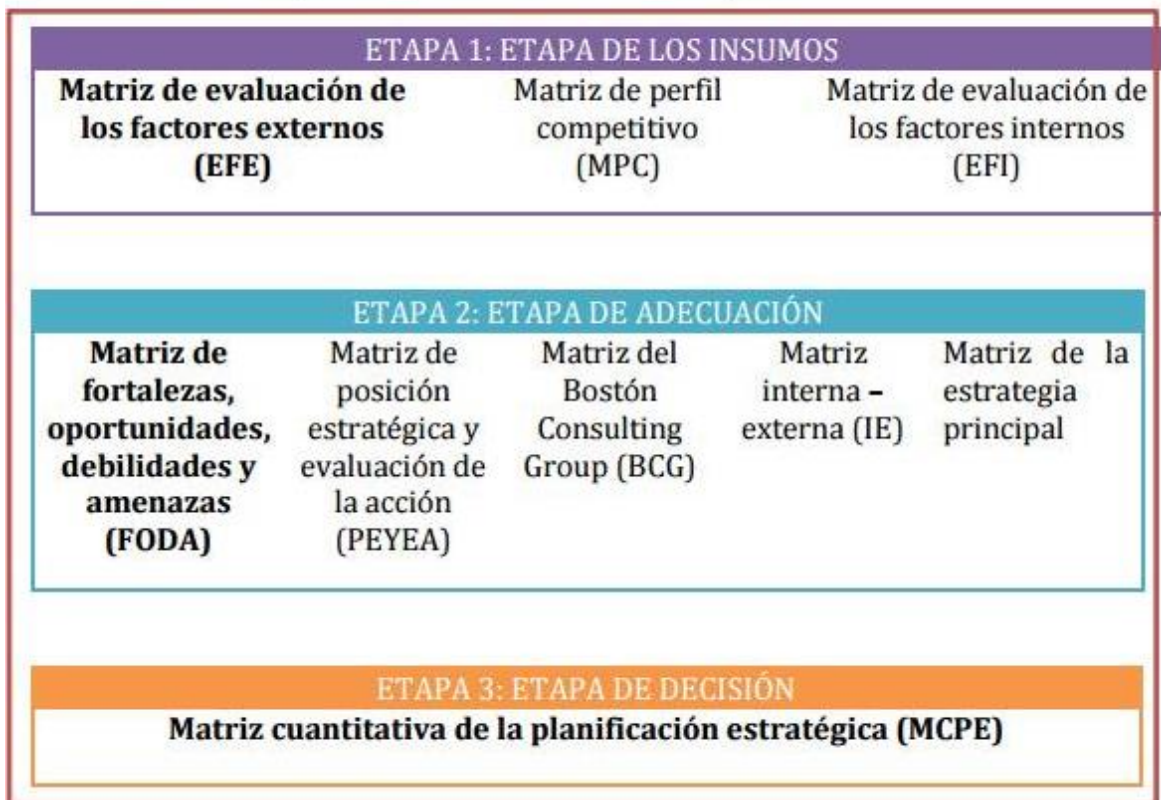 ETAPA 1: ETAPA DE LOS INSUMOS
Matriz de evaluación de
los factores externos
(EFE)
Matriz de perfil
competitivo
(MPC)
Matriz de evaluación de
los factores internos
(EFI)
ETAPA 2: ETAPA DE ADECUACIÓN
Matriz de
fortalezas,
oportunidades,
debilidades y
amenazas
(FODA)
Matriz de
posición
estratégica y
evaluación de
la acción
(PEYEA)
Matriz del
Bostón
Consulting
Group (BCG)
Matriz
interna –
externa (IE)
Matriz de la
estrategia
principal
ETAPA 3: ETAPA DE DECISIÓN
Matriz cuantitativa de la planificación estratégica (MCPE)